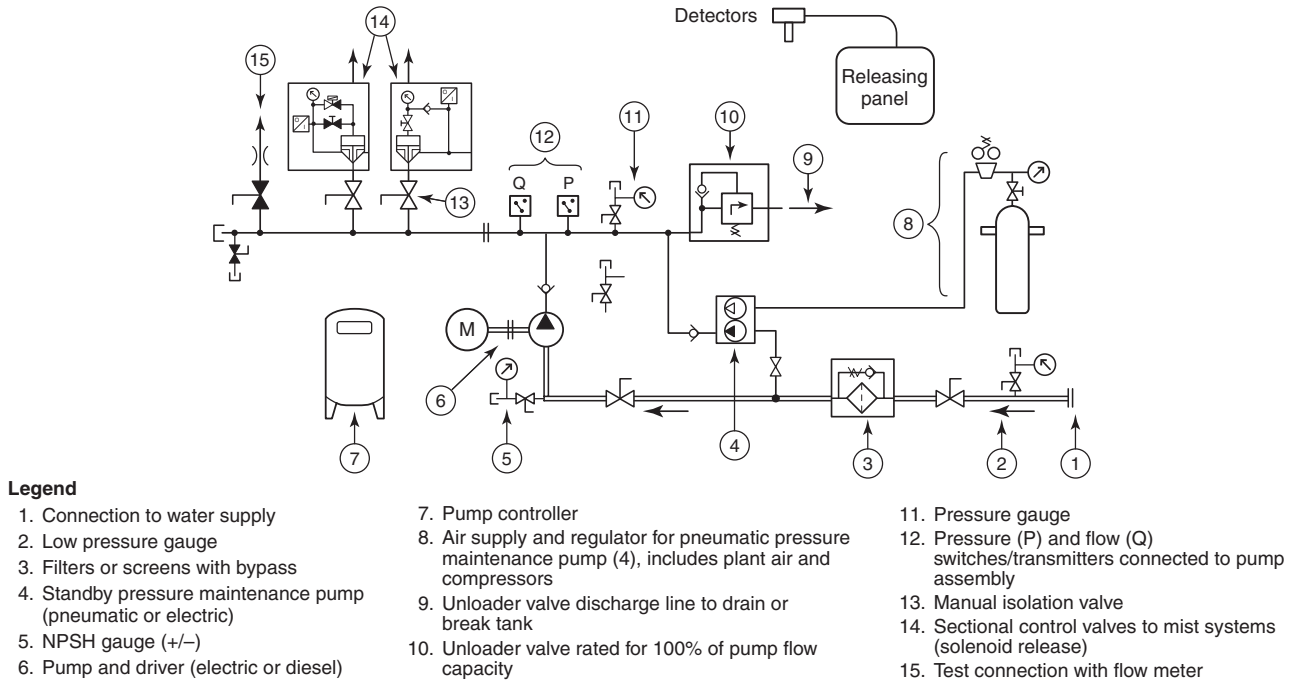 Detectors
Releasing
panel
14
15
12
11
10
9
Q
P
13
8
M
6
7
5
4
3
2
1
Legend
1. Connection to water supply
2. Low pressure gauge
3. Filters or screens with bypass
4. Standby pressure maintenance pump
(pneumatic or electric)
5. NPSH gauge (+/–)
6. Pump and driver (electric or diesel)
7. Pump controller
8. Air supply and regulator for pneumatic pressure
maintenance pump (4), includes plant air and
compressors
9. Unloader valve discharge line to drain or
break tank
10. Unloader valve rated for 100% of pump flow
capacity
11. Pressure gauge
12. Pressure (P) and flow (Q)
switches/transmitters connected to pump
assembly
13. Manual isolation valve
14. Sectional control valves to mist systems
(solenoid release)
15. Test connection with flow meter